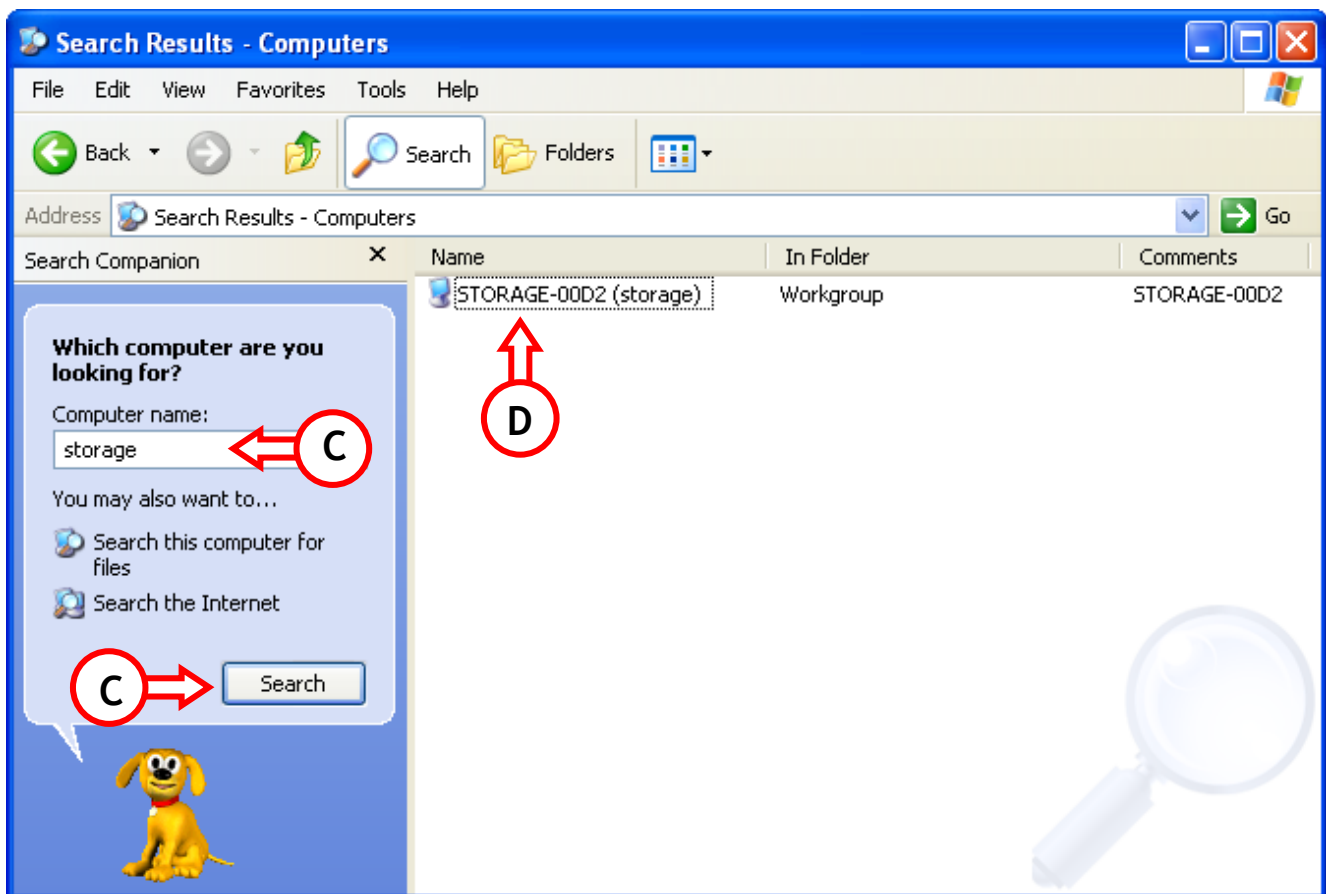 Search Results - Computers
File Edit View Favorites Tools Help
Back Search Folders
Address Search Results - Computers Go
Search Companion
Name In Folder Comments
STORAGE-00D2 (storage) Workgroup STORAGE-00D2
Which computer are you
looking for?
Computer name:
storage
C
D
You may also want to...
Search this computer for
files
Search the Internet
C
Search